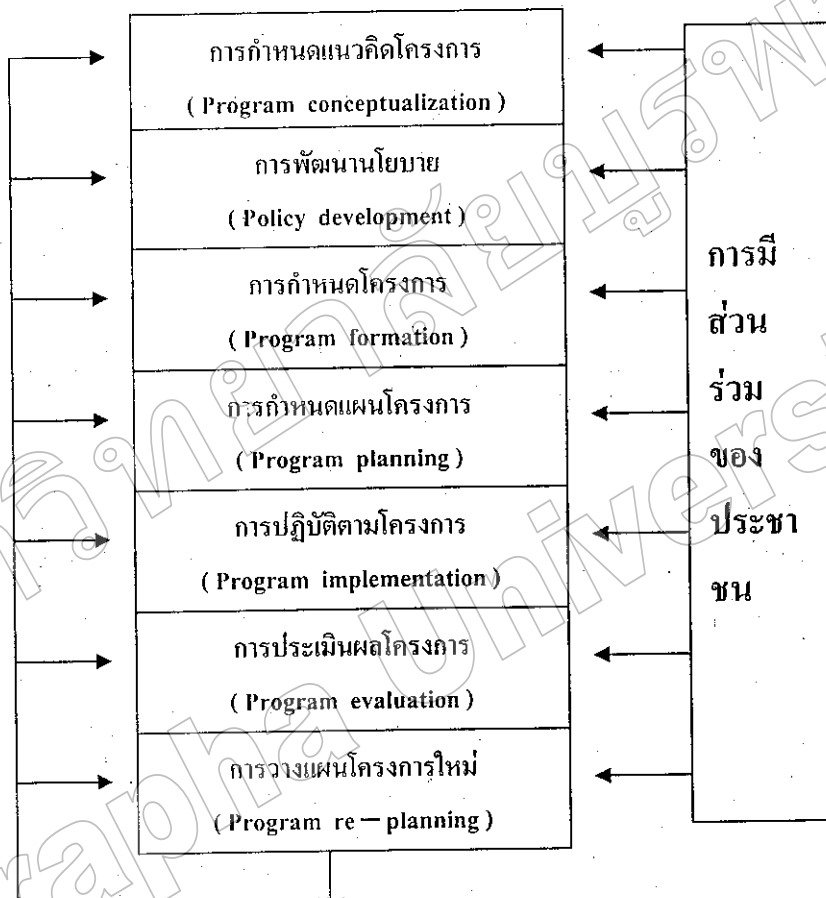 การกำหนดแนวคิดโครงการ
( Program conceptualization )
การพัฒนานโยบาย
( Policy development )
การกำหนดโครงการ
( Program formation )
การกำหนดแผนโครงการ
( Program planning )
การปฏิบัติตามโครงการ
( Program implementation )
การประเมินผลโครงการ
( Program evaluation )
การวางแผนโครงการใหม่
( Program re — planning )
การมี
ส่วน
ร่วม
ของ
ประชา
ชน